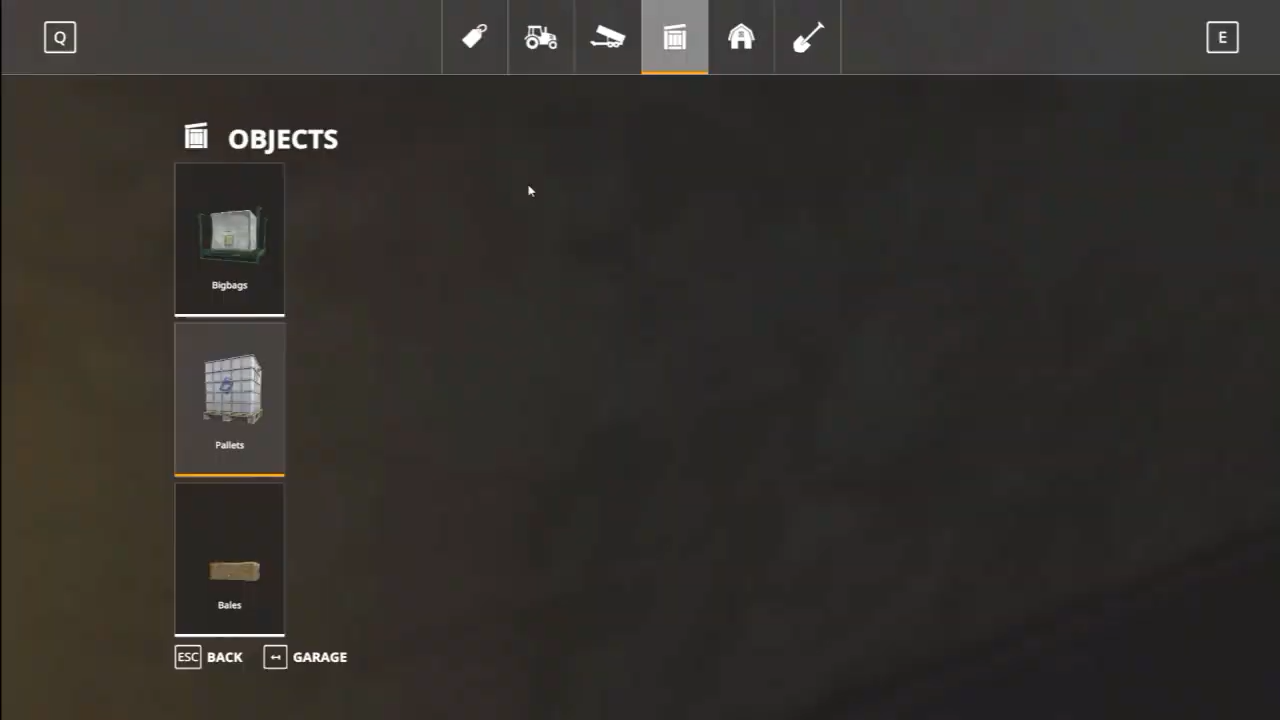 Q
E
OBJECTS
Bigbags
Pallets
Bales
ESC BACK ↔ GARAGE